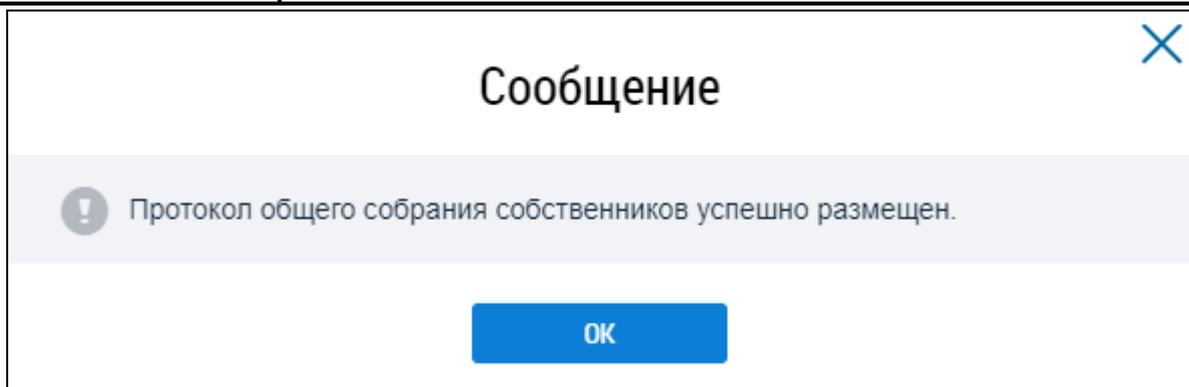 Сообщение
Протокол общего собрания собственников успешно размещен.
ОК